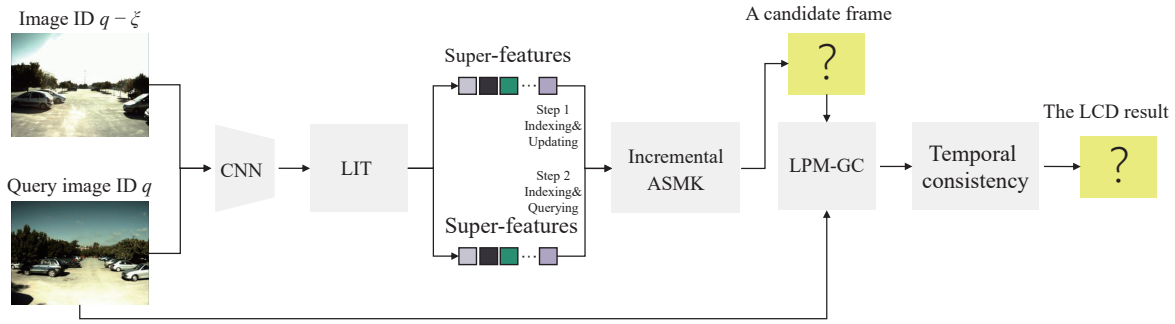 Image ID q − ξ
A candidate frame
?
Super-features
...
Step 1
Indexing&
Updating
The LCD result
CNN
LIT
Incremental
ASMK
LPM-GC
Temporal
consistency
?
Query image ID q
Step 2
Indexing&
Querying
Super-features
...